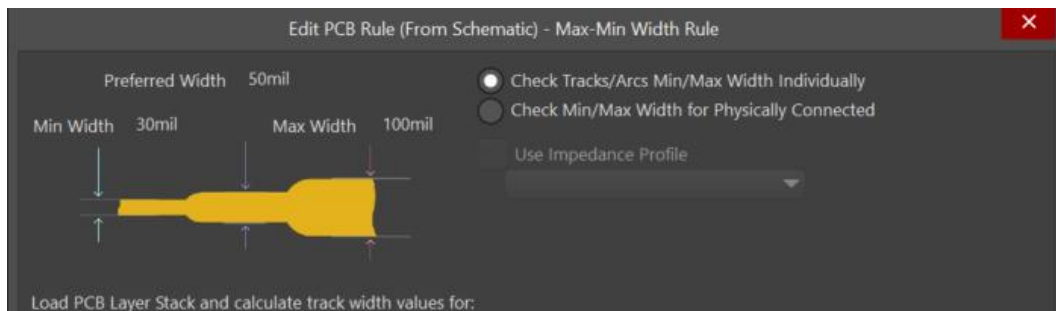 Edit PCB Rule (From Schematic) - Max-Min Width Rule
Preferred Width 50mil
Min Width 30mil
Max Width 100mil
Check Tracks/Arcs Min/Max Width Individually
Check Min/Max Width for Physically Connected
Use Impedance Profile
Load PCB Layer Stack and calculate track width values for: